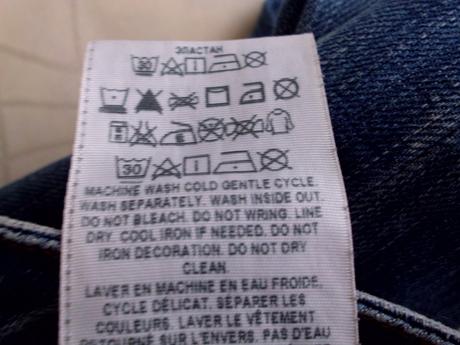 ЭЛАСТАН
30
30
MACHINE WASH COLD GENTLE CYCLE.
WASH SEPARATELY. WASH INSIDE OUT.
DO NOT BLEACH. DO NOT WRING. LINE
DRY. COOL IRON IF NEEDED. DO NOT
IRON DECORATION. DO NOT DRY
CLEAN.
LAVER EN MACHINE EN EAU FROIDE,
CYCLE DÉLICAT. SÉPARER LES
COULEURS. LAVER LE VÊTEMENT
RETOURNÉ SUR L'ENVERS. PAS D'EAU